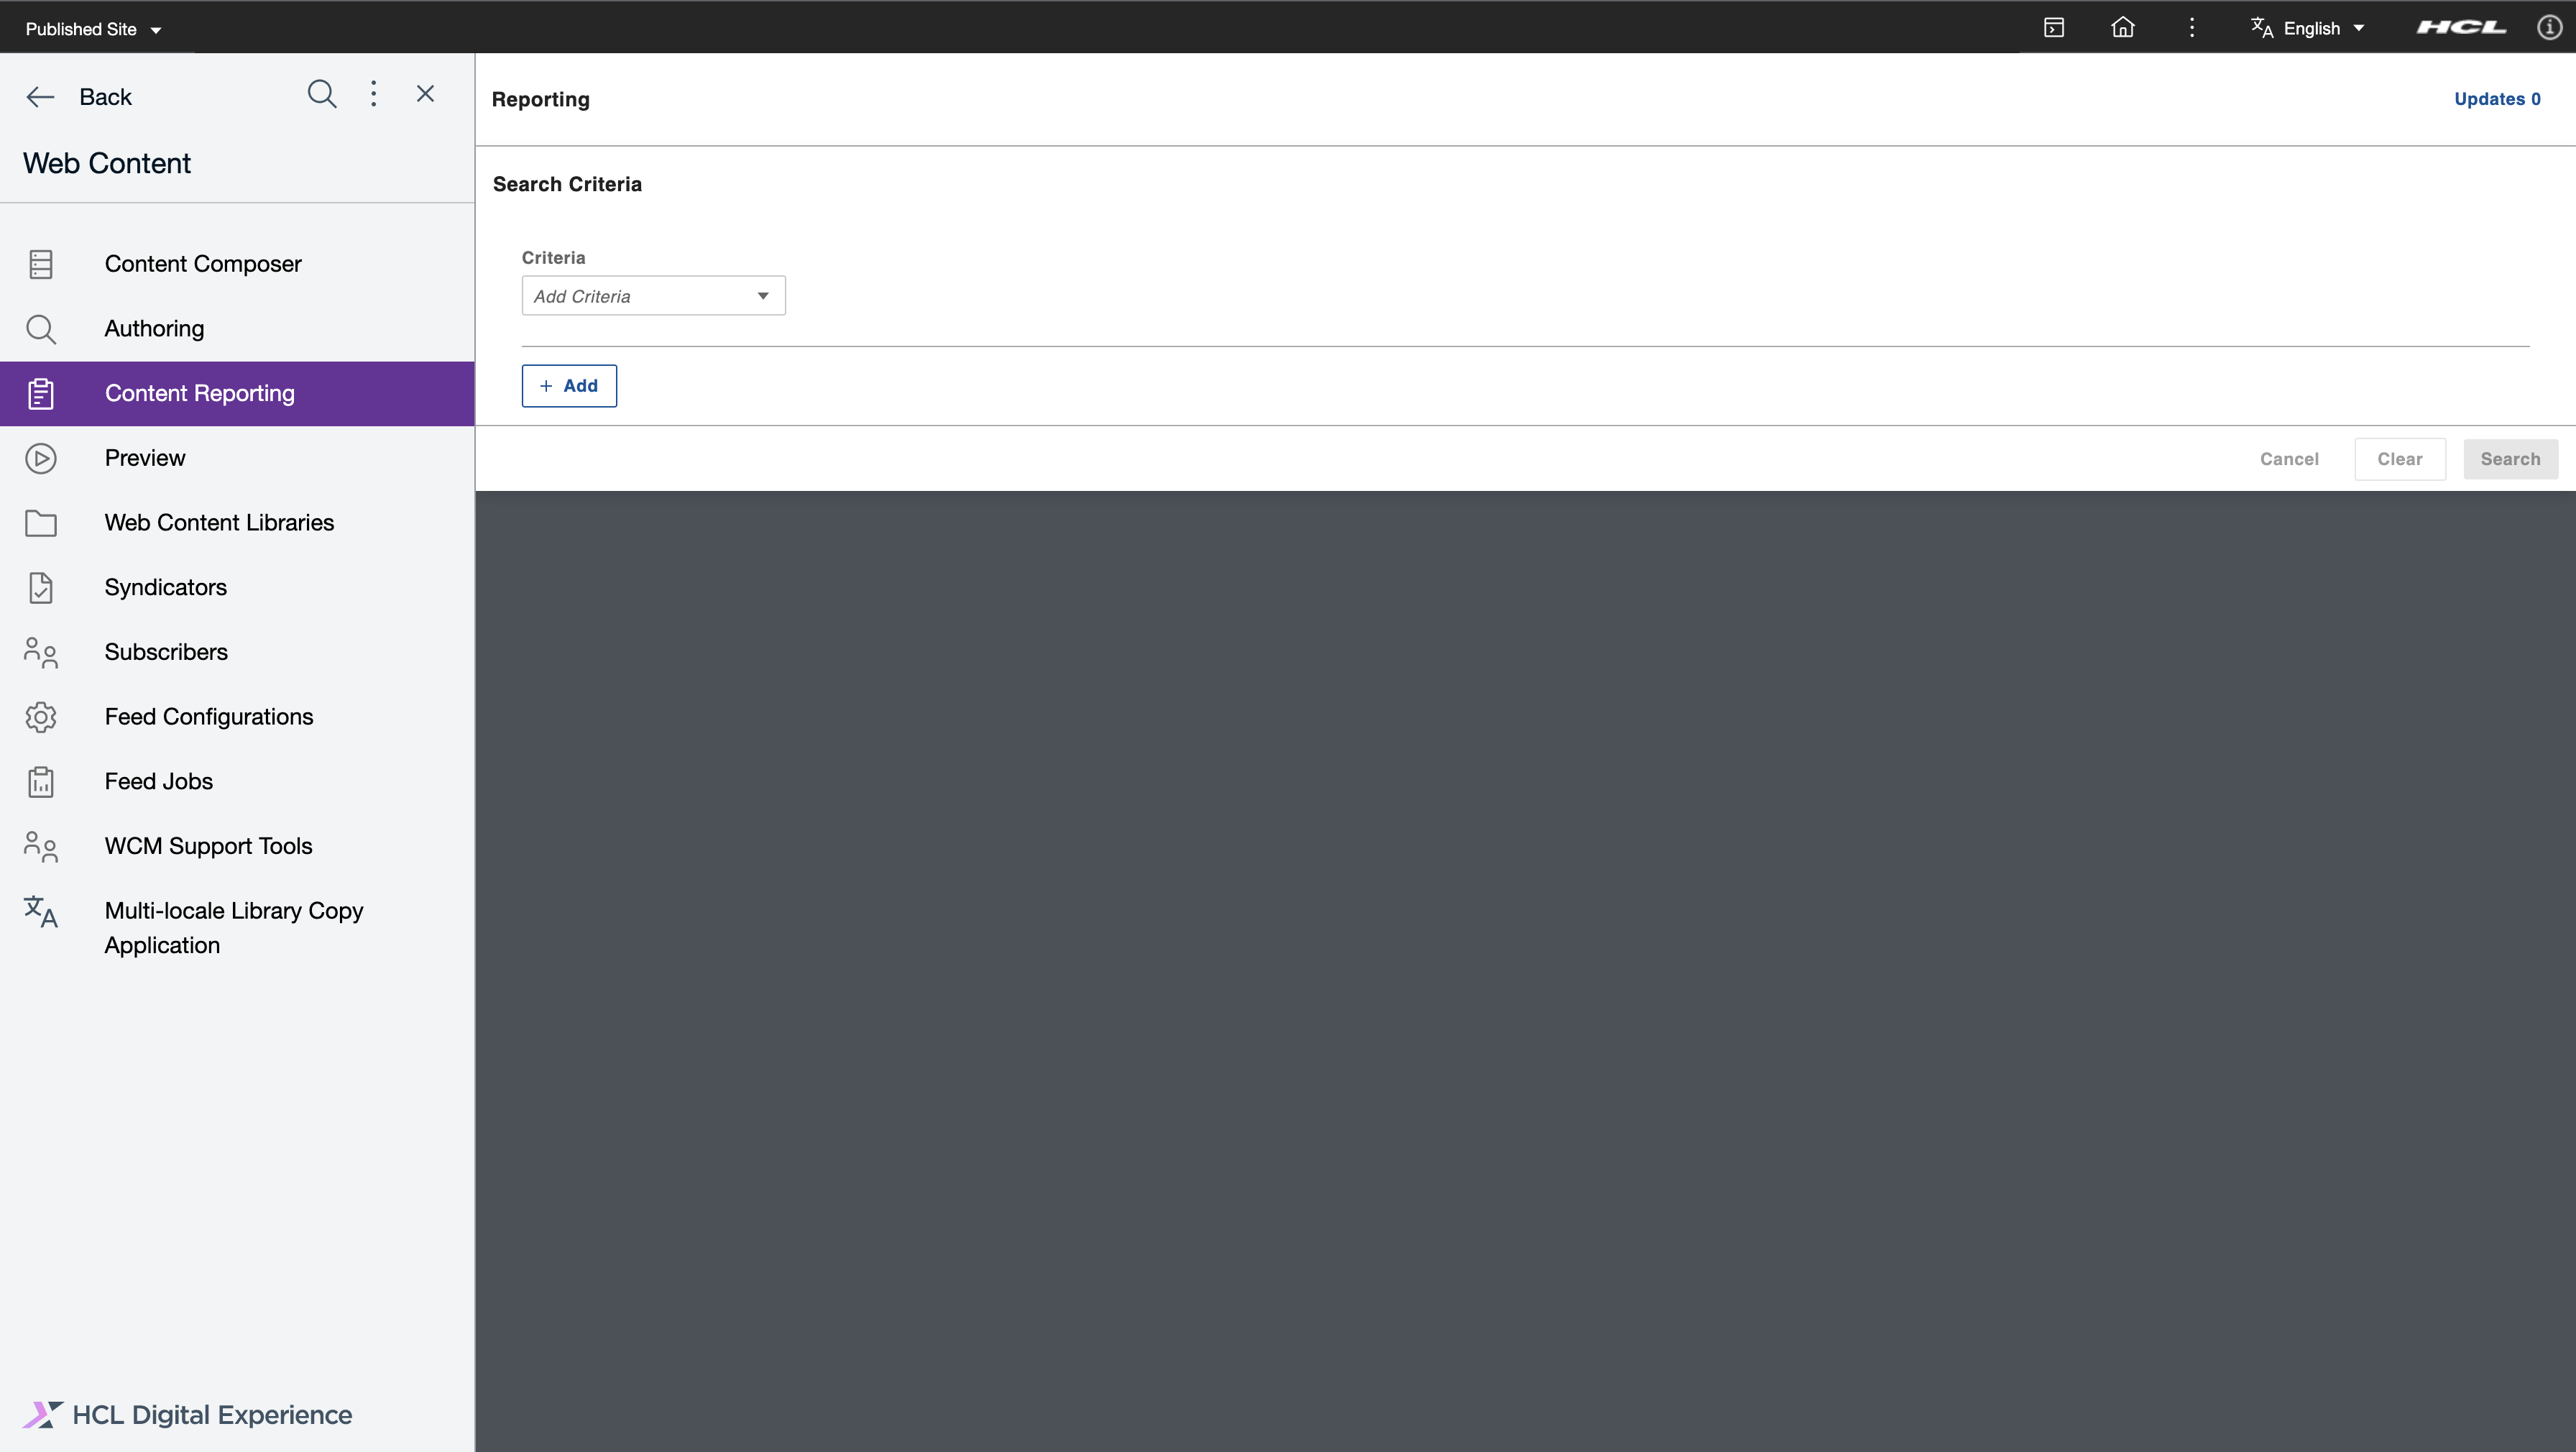 Published Site
English
HCL
Back
Web Content
Content Composer
Authoring
Content Reporting
Preview
Web Content Libraries
Syndicators
Subscribers
Feed Configurations
Feed Jobs
WCM Support Tools
Multi-locale Library Copy
Application
HCL Digital Experience
Reporting
Updates 0
Search Criteria
Criteria
Add Criteria
+ Add
Cancel
Clear
Search